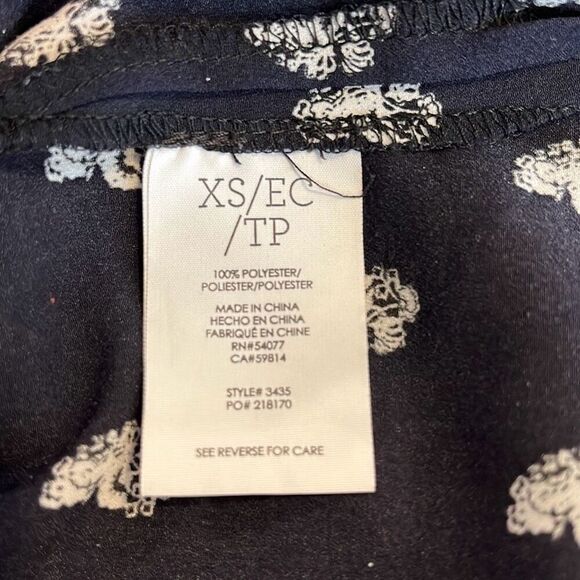 XS/EC
/TP
100% POLYESTER/
POLIESTER/POLYESTER
MADE IN CHINA
HECHO EN CHINA
FABRIQUÉ EN CHINE
RN#54077
CA#59814
STYLE# 3435
PO# 218170
SEE REVERSE FOR CARE